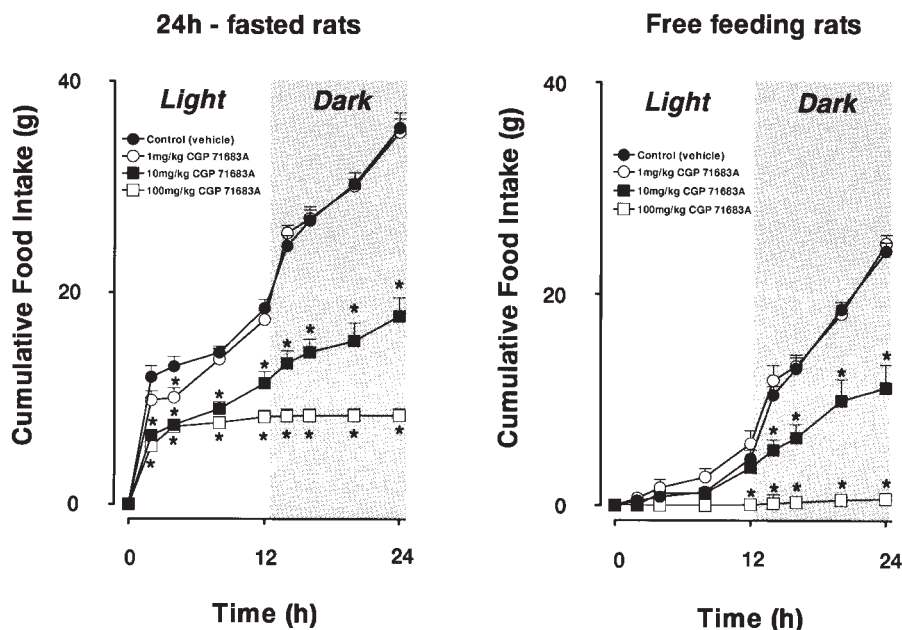 24h - fasted rats
Cumulative Food Intake (g)
40
20
0
Light
Dark
Control (vehicle)
1mg/kg CGP 71683A
10mg/kg CGP 71683A
100mg/kg CGP 71683A
* * * * * * *
* * * * * * * *
0 12 24
Time (h)
Free feeding rats
Cumulative Food Intake (g)
40
20
0
Light
Dark
Control (vehicle)
1mg/kg CGP 71683A
10mg/kg CGP 71683A
100mg/kg CGP 71683A
* * * *
* * * * *
0 12 24
Time (h)